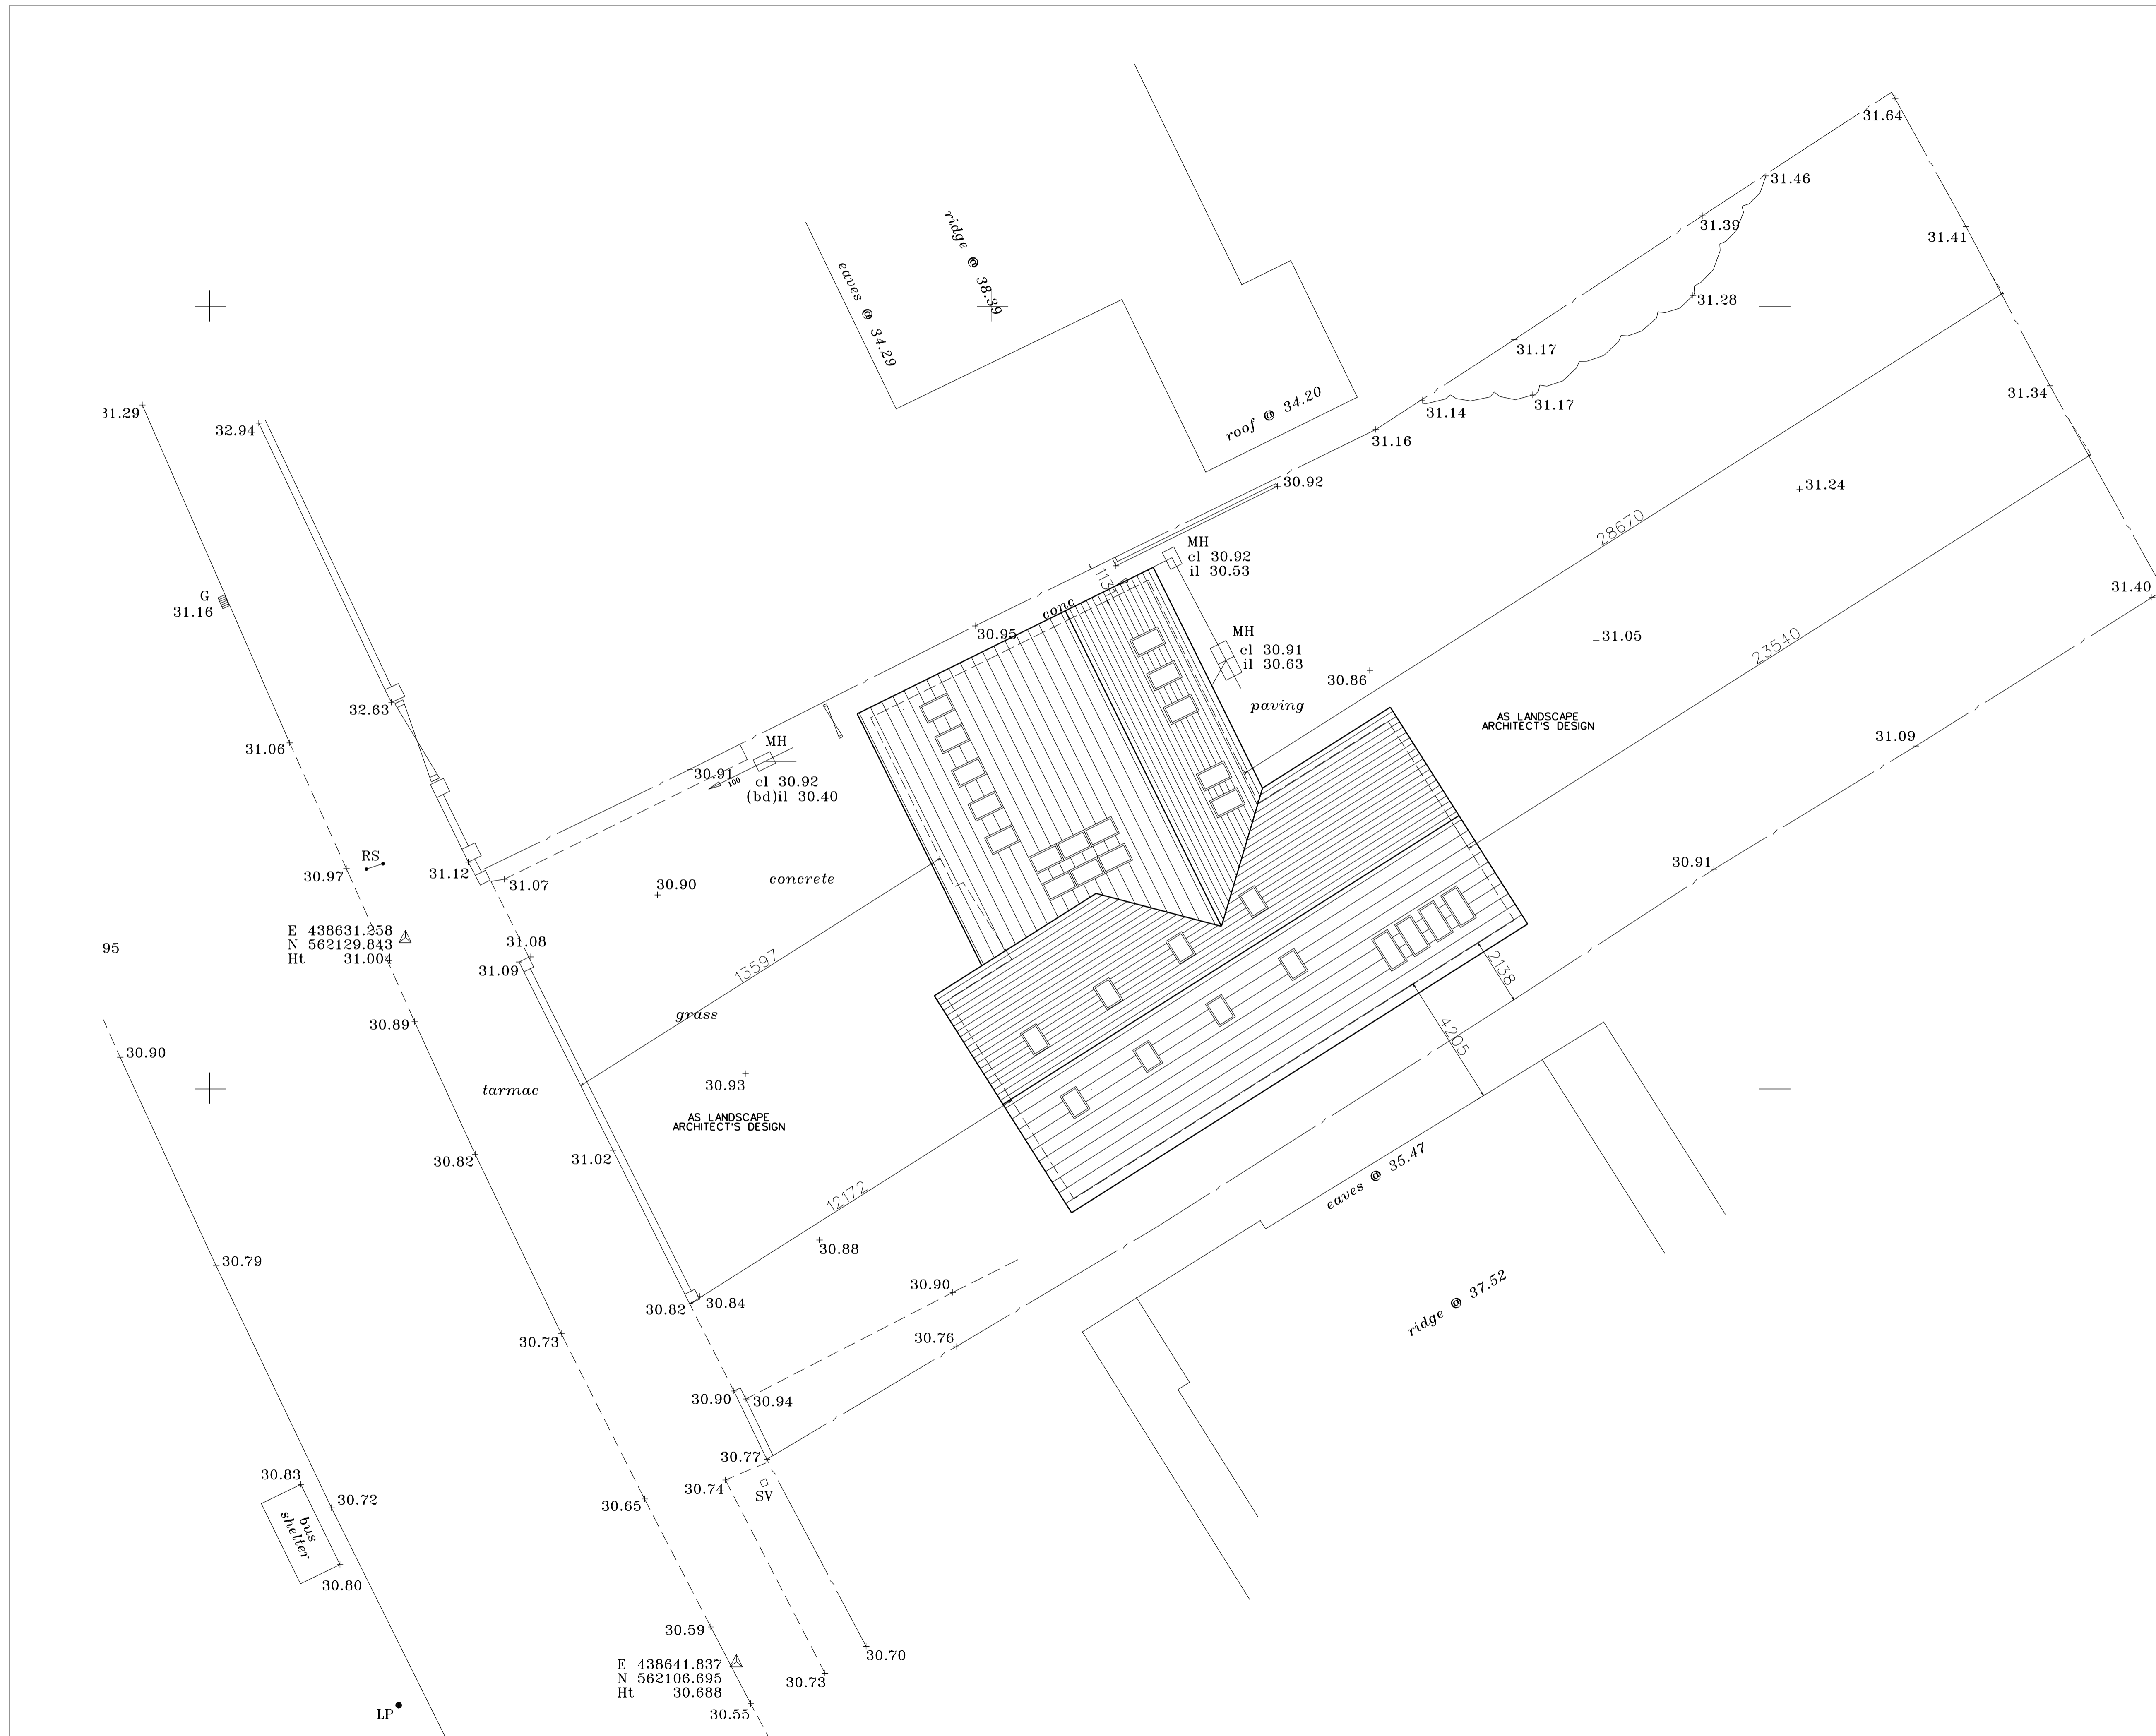 31.64
31.46
31.39
31.41
ridge @ 38.39
eaves @ 34.29
31.28
31.17
31.34
roof @ 34.20
31.29
31.14
31.17
32.94
31.16
30.92
31.24
28670
MH
cl 30.92
il 30.53
31.40
G
31.16
conc
30.95
MH
cl 30.91
il 30.63
31.05
23540
30.86
paving
32.63
AS LANDSCAPE
ARCHITECT'S DESIGN
31.09
31.06
MH
30.91
100
cl 30.92
(bd)il 30.40
RS
30.97
31.12
31.07
30.90
concrete
30.91
E 438631.258
N 562129.843
Ht 31.004
95
31.08
31.09
13597
2138
grass
30.89
4205
30.90
30.93
tarmac
AS LANDSCAPE
ARCHITECT'S DESIGN
30.82
31.02
eaves @ 35.47
12172
30.88
30.79
30.90
30.82
30.84
ridge @ 37.52
30.73
30.76
30.90
30.94
30.77
30.83
30.74
SV
30.72
30.65
bus
shelter
30.80
30.59
30.70
E 438641.837
N 562106.695
Ht 30.688
30.73
LP
30.55